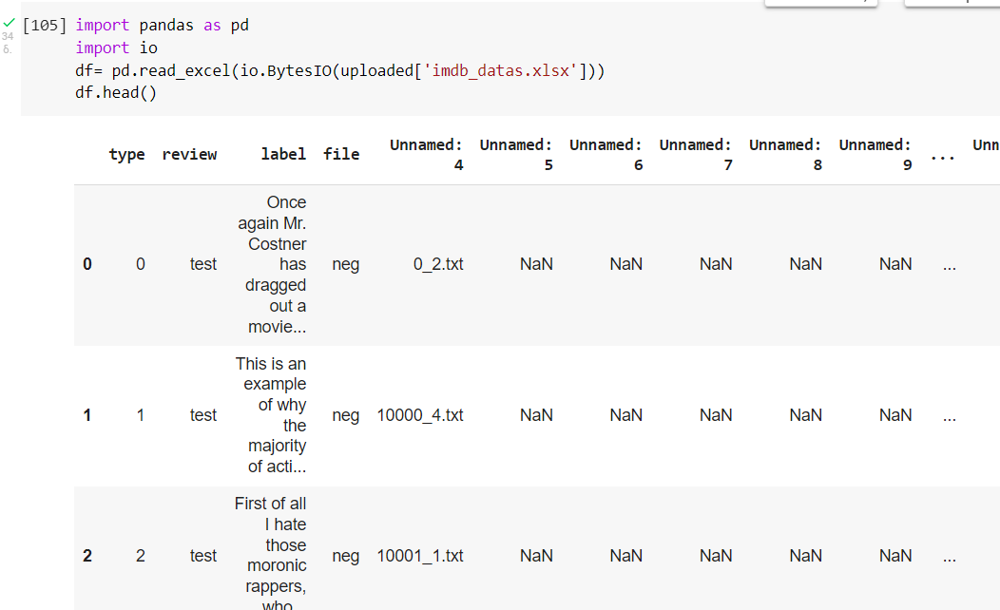 [105] import pandas as pd
34 import io
6. df= pd.read_excel(io.BytesIO(uploaded['imdb_datas.xlsx']))
df.head()
type review label file Unnamed: Unnamed: Unnamed: Unnamed: Unnamed: Unnamed: ... Unn
4 5 6 7 8 9
Once
again Mr.
Costner
0 0 test has neg 0_2.txt NaN NaN NaN NaN NaN ...
dragged
out a
movie...
This is an
example
of why
1 1 test the neg 10000_4.txt NaN NaN NaN NaN NaN ...
majority
of acti...
First of all
I hate
those
2 2 test moronic neg 10001_1.txt NaN NaN NaN NaN NaN ...
rappers,
who